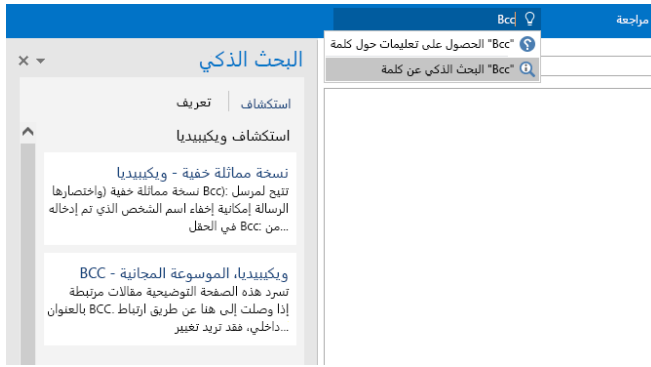 مراجعة
Bcc
"Bcc" الحصول على تعليمات حول كلمة
"Bcc" البحث الذكي عن كلمة
البحث الذكي
استكشاف | تعريف
استكشاف ويكيبيديا
نسخة مماثلة خفية - ويكيبيديا
تتيح لمرسل :(Bcc نسخة مماثلة خفية (واختصارها
الرسالة إمكانية إخفاء اسم الشخص الذي تم إدخاله
...من :Bcc في الحقل
ويكيبيديا، الموسوعة المجانية - BCC
تسرد هذه الصفحة التوضيحية مقالات مرتبطة
إذا وصلت إلى هنا عن طريق ارتباط .BCC بالعنوان
...داخلي، فقد تريد تغيير